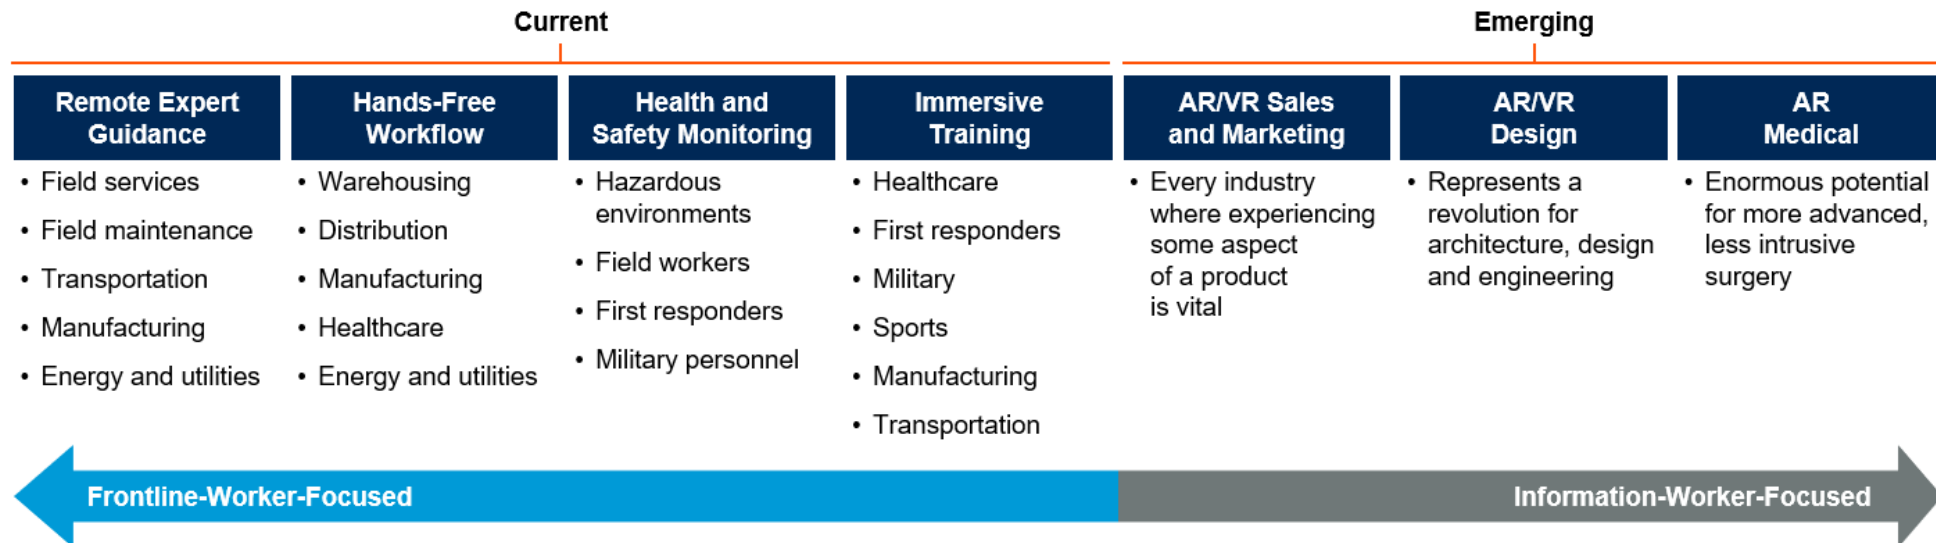 Current
Emerging
Remote Expert
Guidance
Hands-Free
Workflow
Health and
Safety Monitoring
Immersive
Training
AR/VR Sales
and Marketing
AR/VR
Design
AR
Medical
• Field services
• Field maintenance
• Transportation
• Manufacturing
• Energy and utilities
• Warehousing
• Distribution
• Manufacturing
• Healthcare
• Energy and utilities
• Hazardous
environments
• Field workers
• First responders
• Military personnel
• Healthcare
• First responders
• Military
• Sports
• Manufacturing
• Transportation
• Every industry
where experiencing
some aspect
of a product
is vital
• Represents a
revolution for
architecture, design
and engineering
• Enormous potential
for more advanced,
less intrusive
surgery
Frontline-Worker-Focused
Information-Worker-Focused